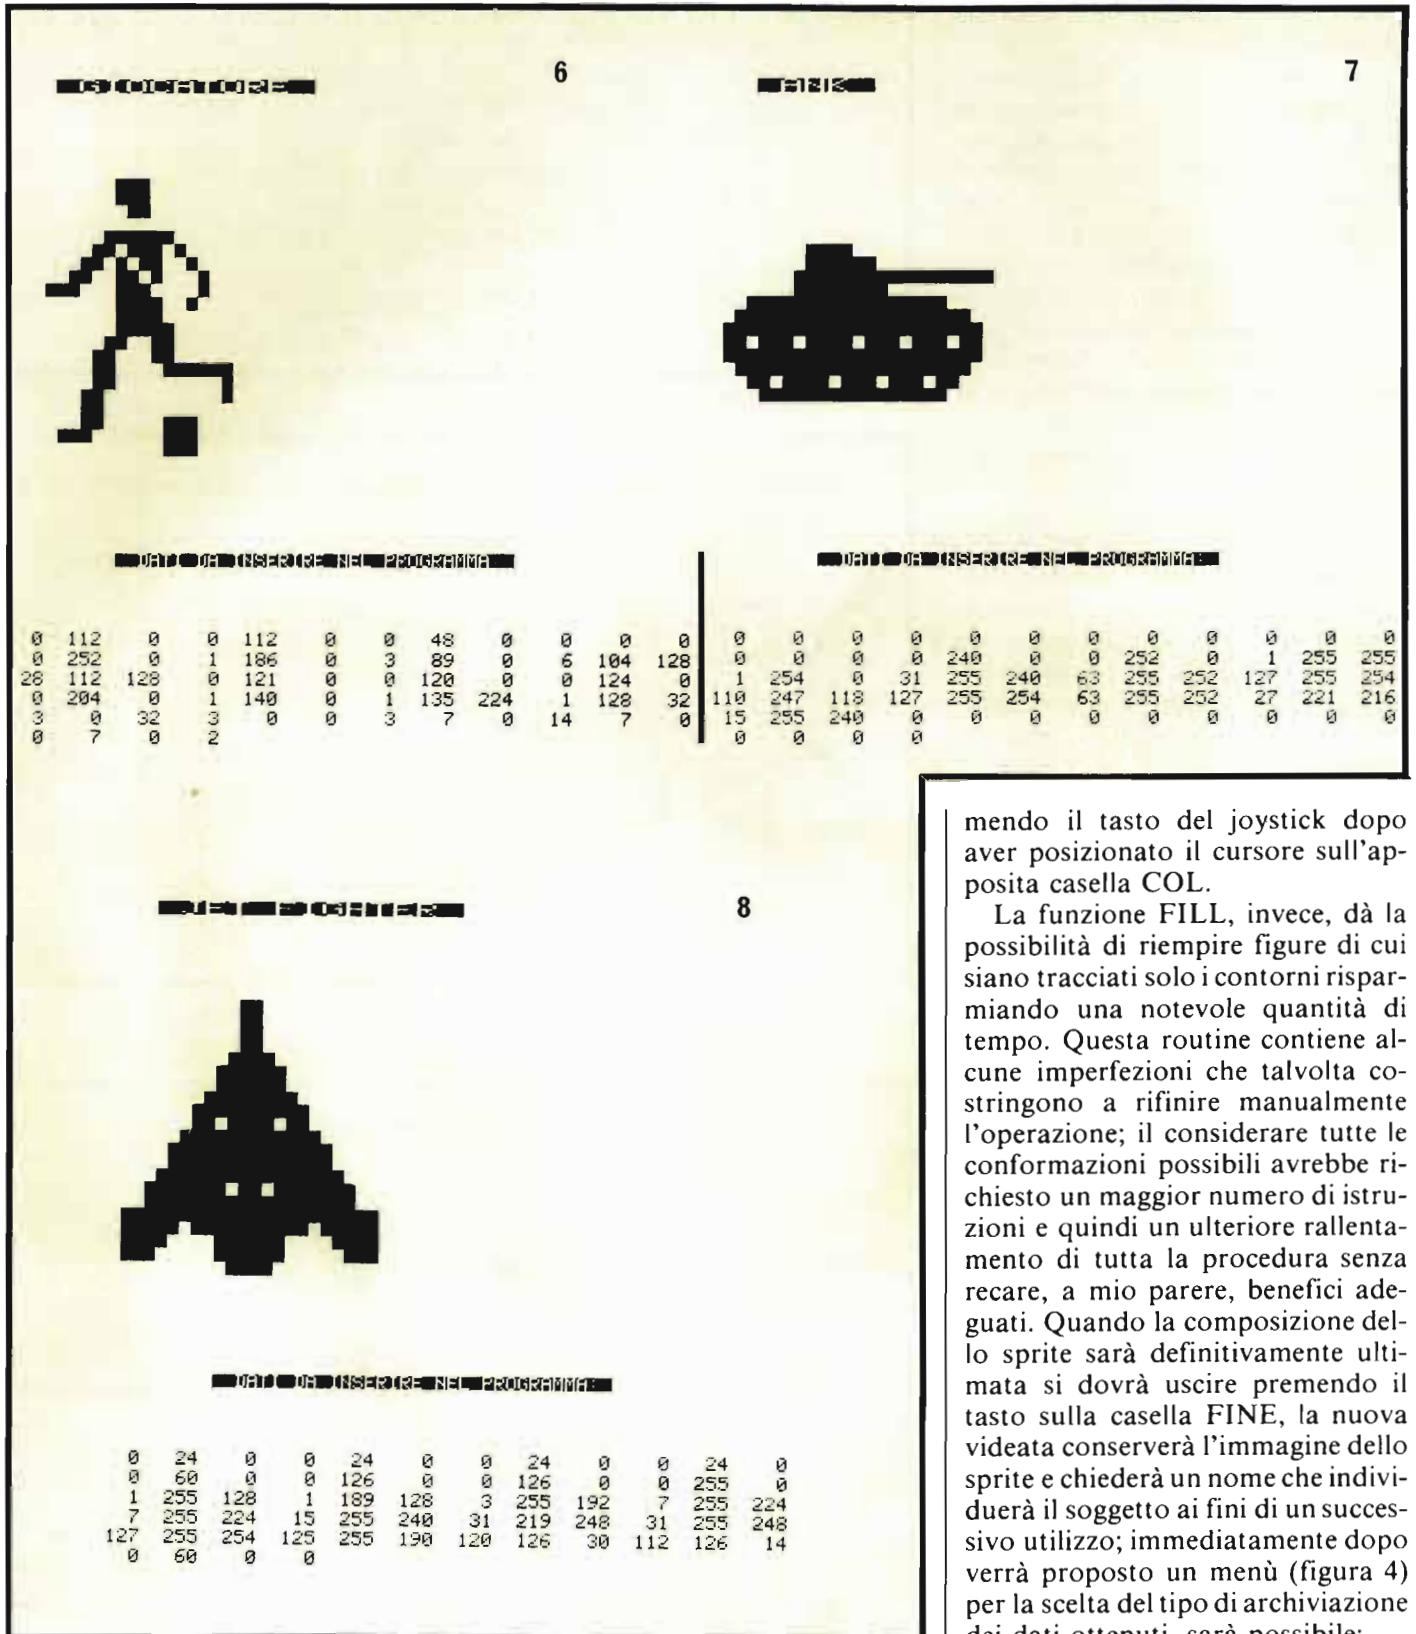 6
GIOCATORE
DATI DA INSERIRE NEL PROGRAMMA:
0 112 0 0 112 0 0 48 0 0 0 0
0 252 0 1 186 0 3 89 0 6 104 128
28 112 128 0 121 0 0 120 0 0 124 0
0 204 0 1 140 0 1 135 224 1 128 32
3 0 32 3 0 0 3 7 0 14 7 0
0 7 0 2
7
DATI DA INSERIRE NEL PROGRAMMA:
0 0 0 0 0 0 0 0 0 0 0 0
0 0 0 0 240 0 0 252 0 1 255 255
1 254 0 31 255 240 63 255 252 127 255 254
110 247 118 127 255 254 63 255 252 27 221 216
15 255 240 0 0 0 0 0 0 0 0 0
0 0 0 0
8
JET FIGHTER
DATI DA INSERIRE NEL PROGRAMMA:
0 24 0 0 24 0 0 24 0 0 24 0
0 60 0 0 126 0 0 126 0 0 255 0
1 255 128 1 189 128 3 255 192 7 255 224
7 255 224 15 255 240 31 219 248 31 255 248
127 255 254 125 255 190 120 126 30 112 126 14
0 60 0 0
mendo il tasto del joystick dopo
aver posizionato il cursore sull'ap-
posita casella COL.
La funzione FILL, invece, dà la
possibilità di riempire figure di cui
siano tracciati solo i contorni rispar-
miando una notevole quantità di
tempo. Questa routine contiene al-
cune imperfezioni che talvolta co-
stringono a rifinire manualmente
l'operazione; il considerare tutte le
conformazioni possibili avrebbe ri-
chiesto un maggior numero di istru-
zioni e quindi un ulteriore rallenta-
mento di tutta la procedura senza
recare, a mio parere, benefici ade-
guati. Quando la composizione del-
lo sprite sarà definitivamente ulti-
mata si dovrà uscire premendo il
tasto sulla casella FINE, la nuova
videata conserverà l'immagine dello
sprite e chiederà un nome che indivi-
duerà il soggetto ai fini di un succes-
sivo utilizzo; immediatamente dopo
verrà proposto un menù (figura 4)
per la scelta del tipo di archiviazione
dei dati ottenuti, sarà possibile: